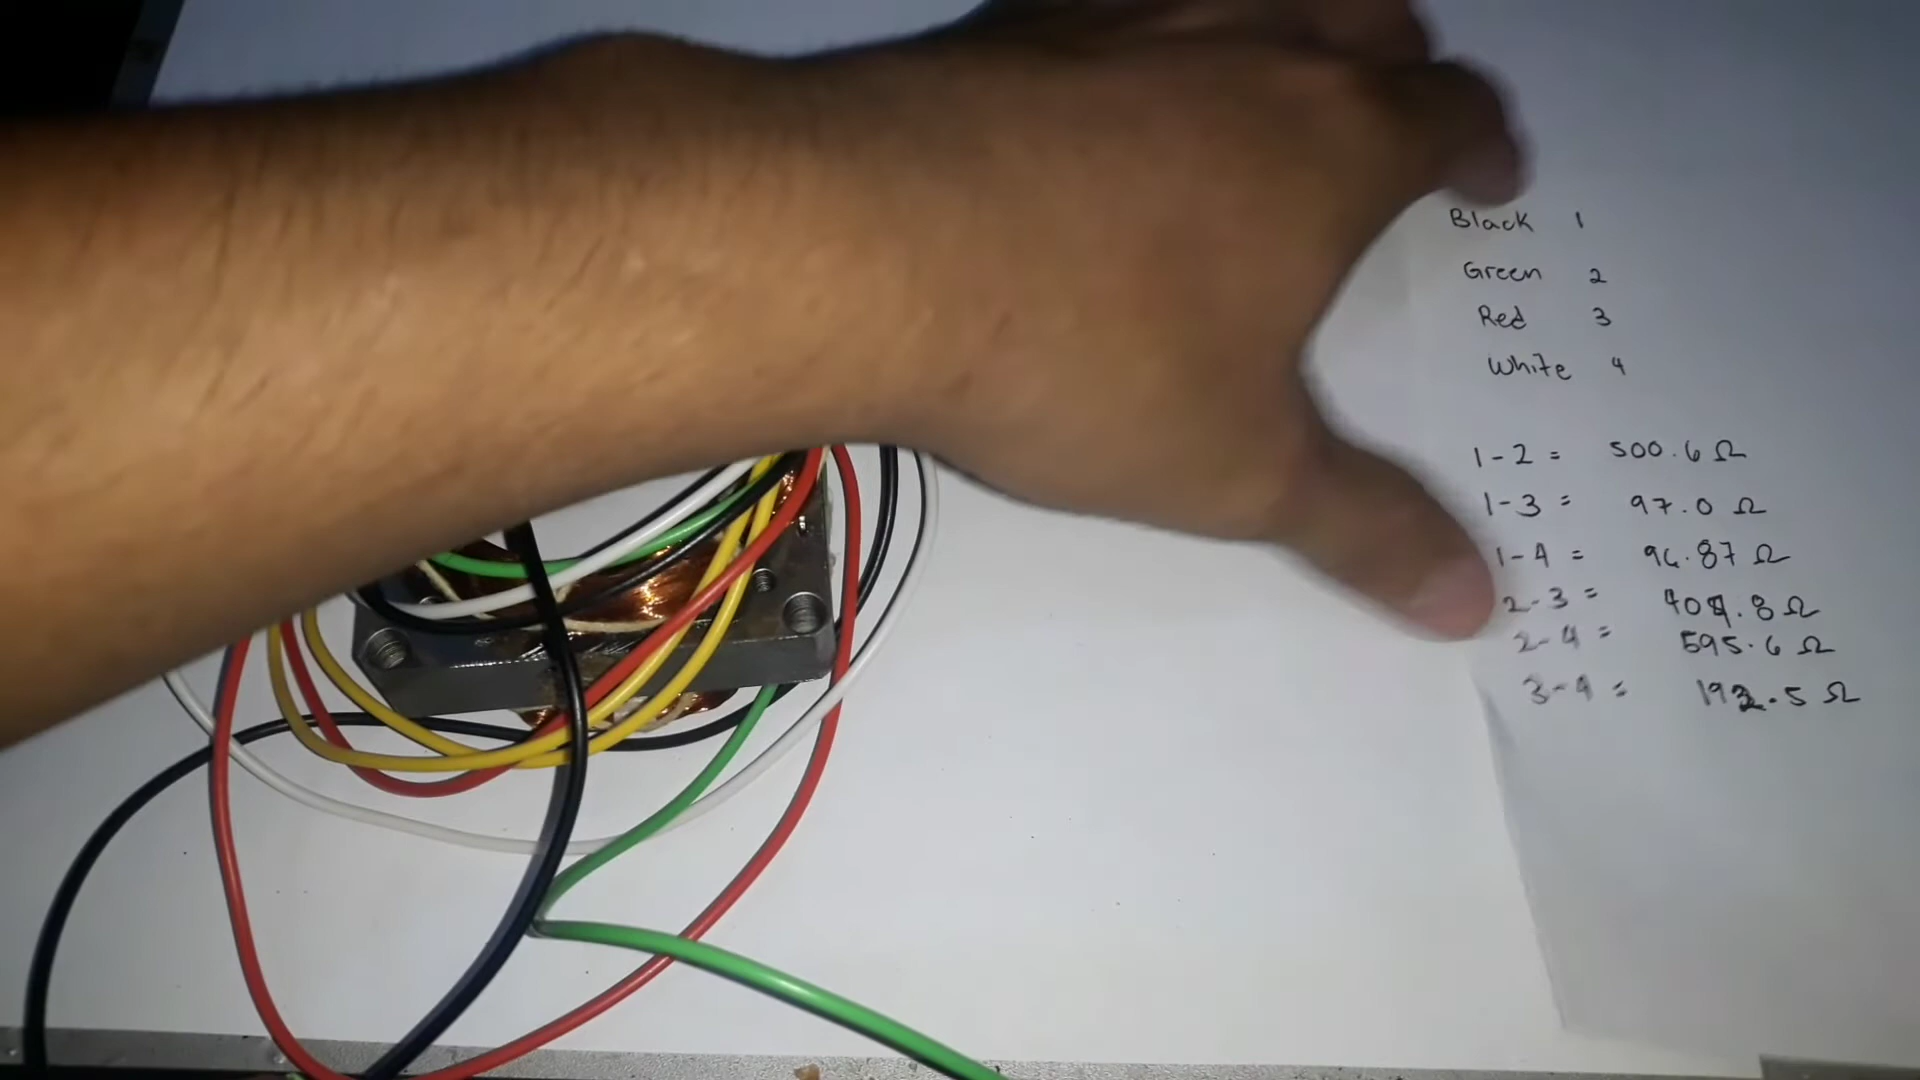 Black 1
Green 2
Red 3
White 4
1-2 = 500.6 Ω
1-3 = 97.0 Ω
1-4 = 96.87 Ω
2-3 = 404.8 Ω
2-4 = 595.6 Ω
3-4 = 192.5 Ω